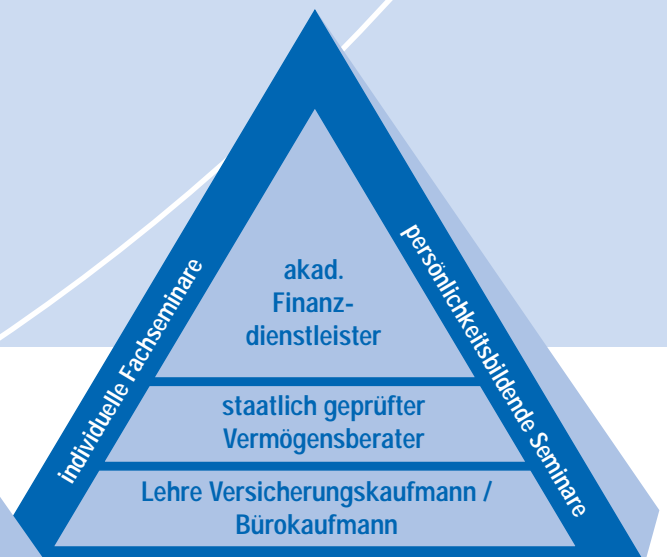 individuelle Fachseminare
persönlichkeitsbildende Seminare
akad.
Finanz-
dienstleister
staatlich geprüfter
Vermögensberater
Lehre Versicherungskaufmann /
Bürokaufmann